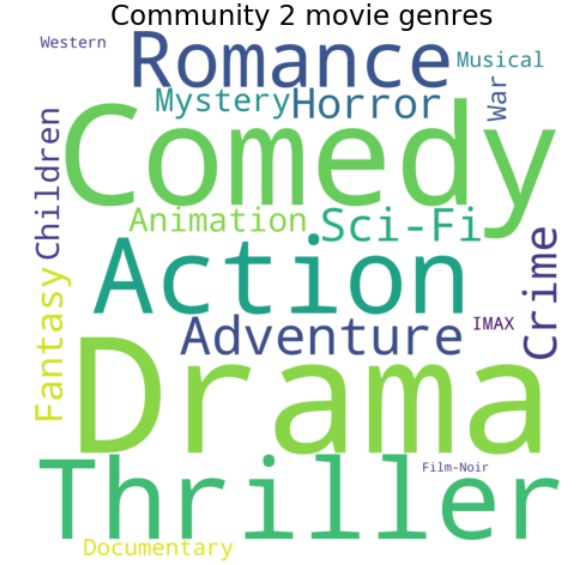 Community 2 movie genres
Western
Romance
Musical
Mystery
Horror
War
Comedy
Children
Animation
Sci-Fi
Action
Crime
Fantasy
Adventure
IMAX
Drama
Thriller
Film-Noir
Documentary